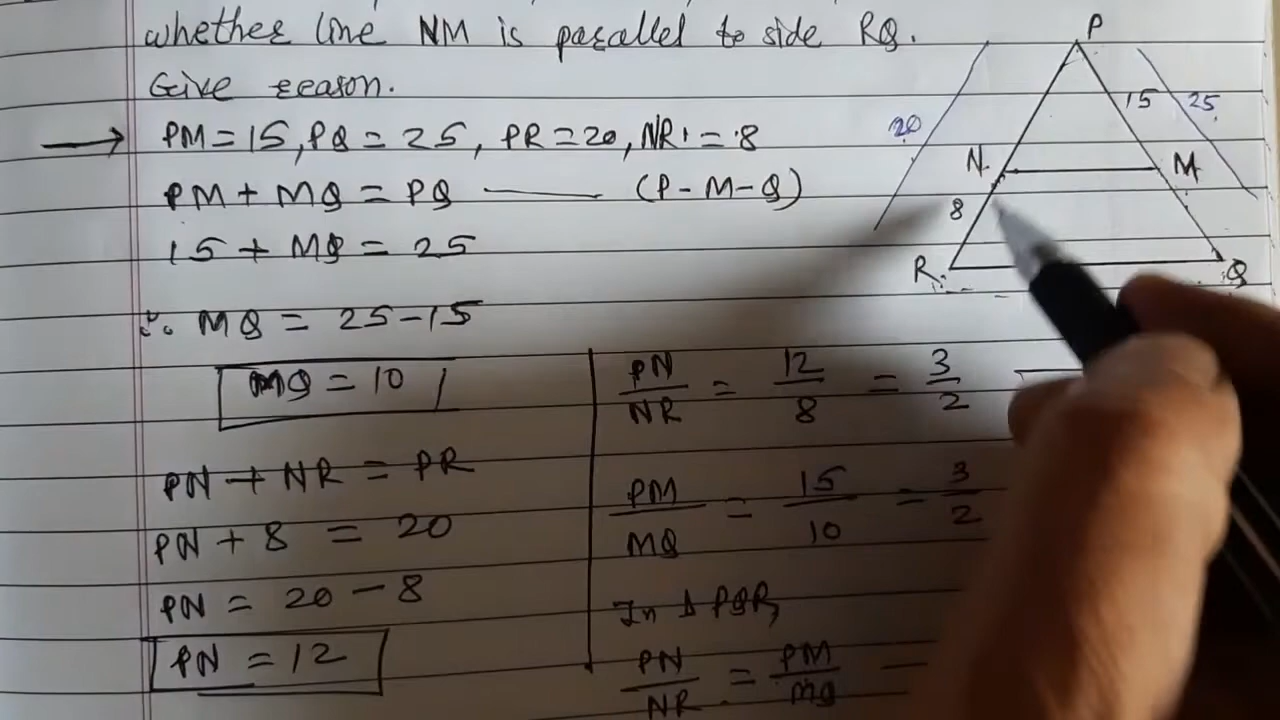 whether line NM is parallel to side RQ.
Give reason.
→ PM = 15, PQ = 25, PR = 20, NR = 8
PM + MQ = PQ —— (P - M - Q)
15 + MQ = 25
∴ MQ = 25 - 15
MQ = 10
PN + NR = PR
PN + 8 = 20
PN = 20 - 8
PN = 12
PN/NR = 12/8 = 3/2 —
PM/MQ = 15/10 = 3/2
In Δ PQR,
PN/NR = PM/MQ —
P
15
25
20
N
M
8
R
Q